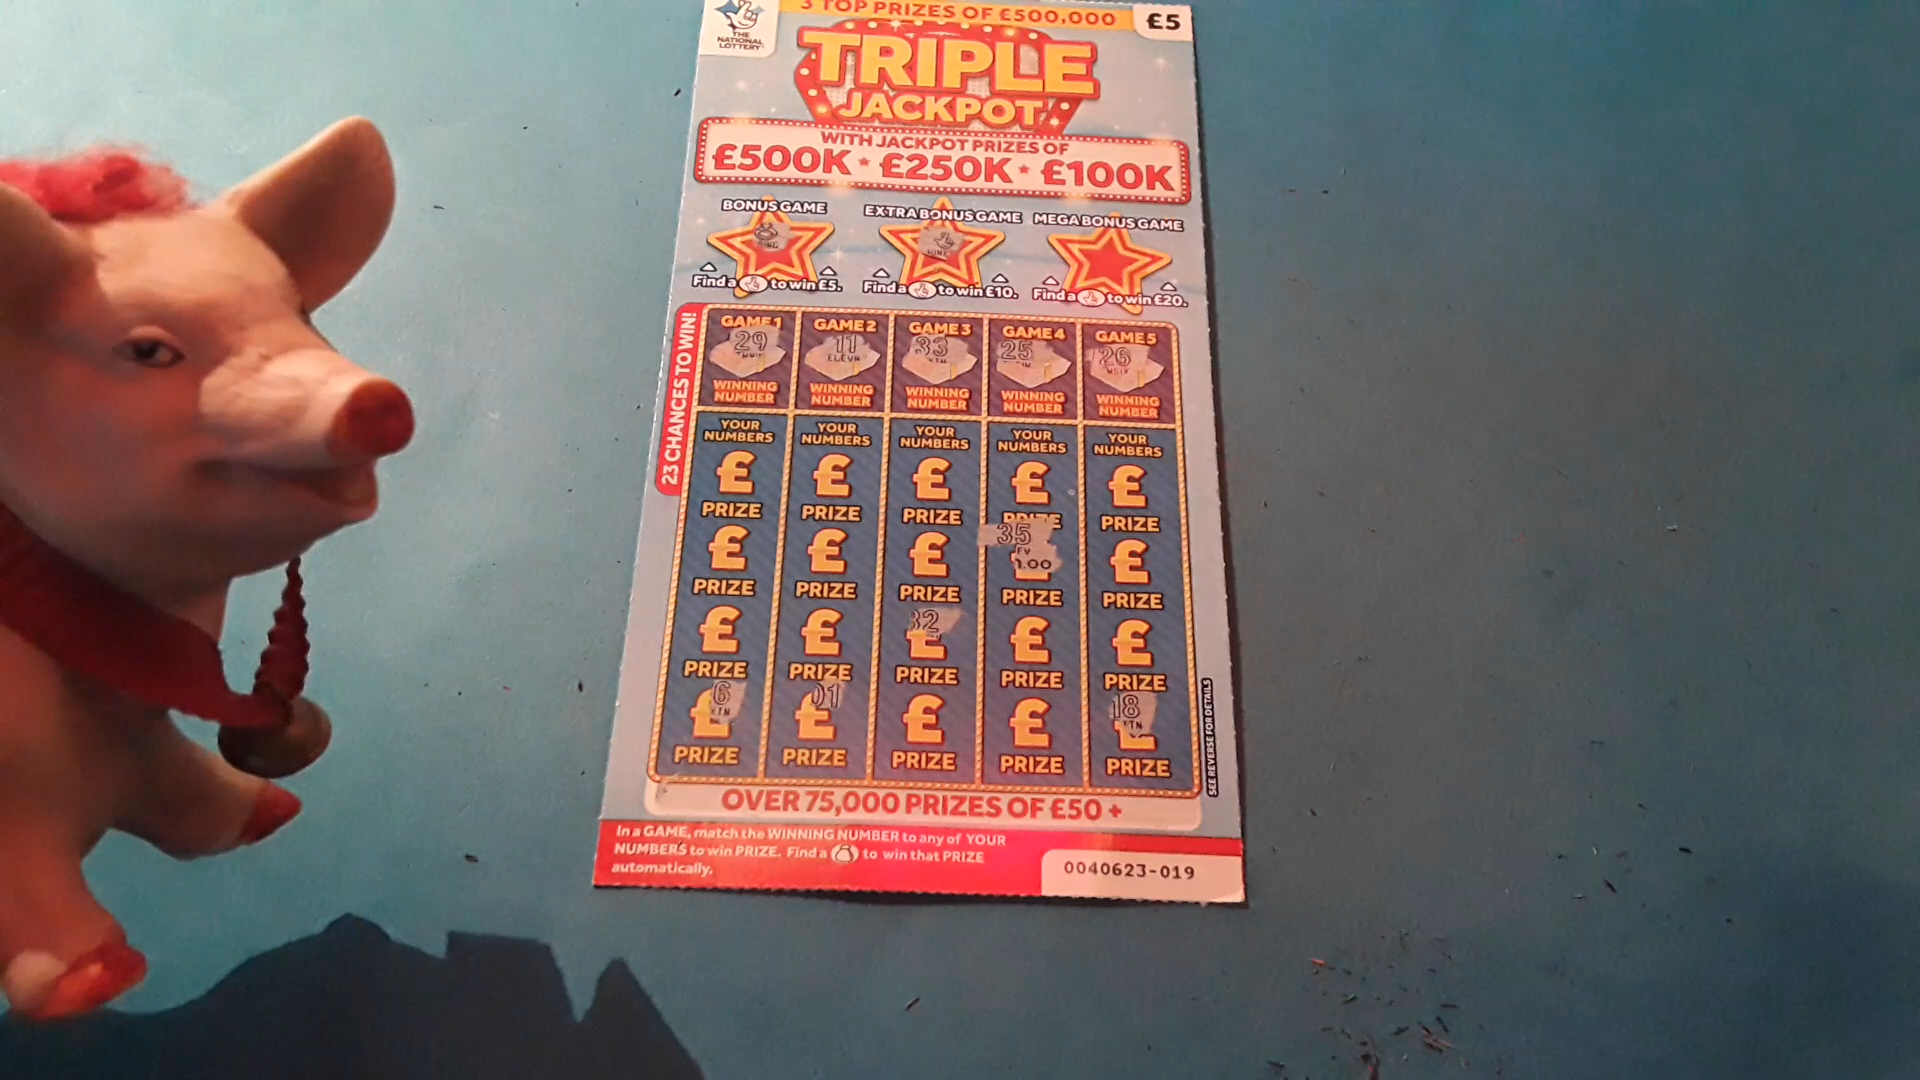 3 TOP PRIZES OF £500,000
£5
THE
NATIONAL
LOTTERY
TRIPLE
JACKPOT
WITH JACKPOT PRIZES OF
£500K * £250K * £100K
BONUS GAME EXTRA BONUS GAME MEGA BONUS GAME
RING
Find a to win £5. Find a to win £10. Find a to win £20.
23 CHANCES TO WIN!
GAME 1 GAME 2 GAME 3 GAME 4 GAME 5
29 11 33 25 26
ELEVN
WINNING NUMBER WINNING NUMBER WINNING NUMBER WINNING NUMBER WINNING NUMBER
YOUR NUMBERS YOUR NUMBERS YOUR NUMBERS YOUR NUMBERS YOUR NUMBERS
£ £ £ £ £
PRIZE PRIZE PRIZE PRIZE PRIZE
35
£ £ £ £
PRIZE PRIZE PRIZE PRIZE PRIZE
32
£ £ £ £ £
PRIZE PRIZE PRIZE PRIZE PRIZE
6 01 18
£ £ £ £ £
PRIZE PRIZE PRIZE PRIZE PRIZE
SEE REVERSE FOR DETAILS
OVER 75,000 PRIZES OF £50 +
In a GAME, match the WINNING NUMBER to any of YOUR
NUMBERS to win PRIZE. Find a to win that PRIZE
automatically.
0040623-019